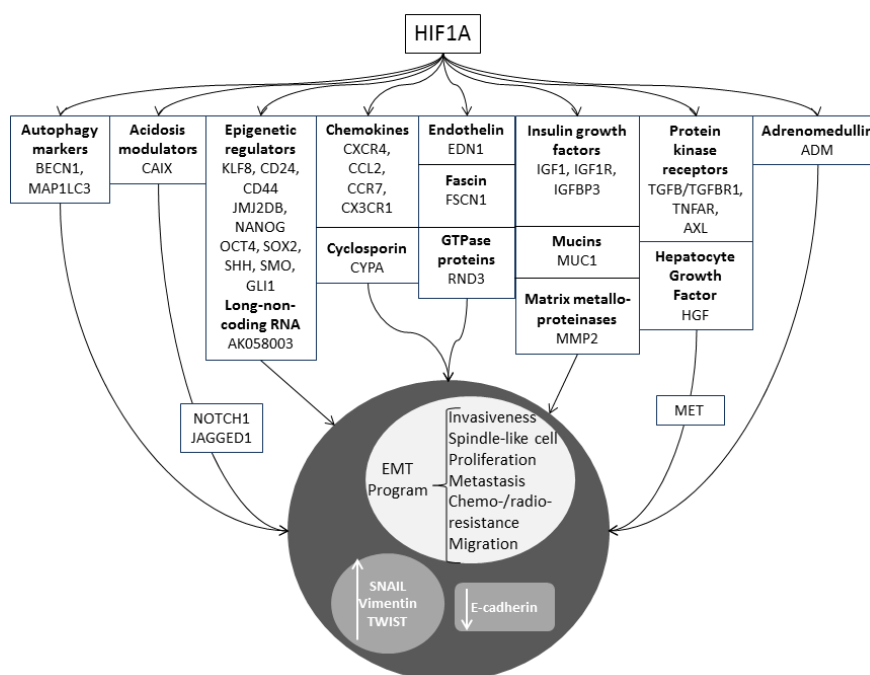 HIF1A
Autophagy
markers
BECN1,
MAP1LC3
Acidosis
modulators
CAIX
Epigenetic
regulators
KLF8, CD24,
CD44
JMJ2DB,
NANOG
OCT4, SOX2,
SHH, SMO,
GLI1
Long-non-
coding RNA
AK058003
Chemokines
CXCR4,
CCL2,
CCR7,
CX3CR1
Cyclosporin
CYPA
Endothelin
EDN1
Fascin
FSCN1
GTPase
proteins
RND3
Insulin growth
factors
IGF1, IGF1R,
IGFBP3
Mucins
MUC1
Matrix metallo-
proteinases
MMP2
Protein
kinase
receptors
TGFB/TGFBR1,
TNFAR,
AXL
Hepatocyte
Growth
Factor
HGF
Adrenomedullin
ADM
NOTCH1
JAGGED1
MET
EMT
Program
Invasiveness
Spindle-like cell
Proliferation
Metastasis
Chemo-/radio-
resistance
Migration
SNAIL
Vimentin
TWIST
E-cadherin